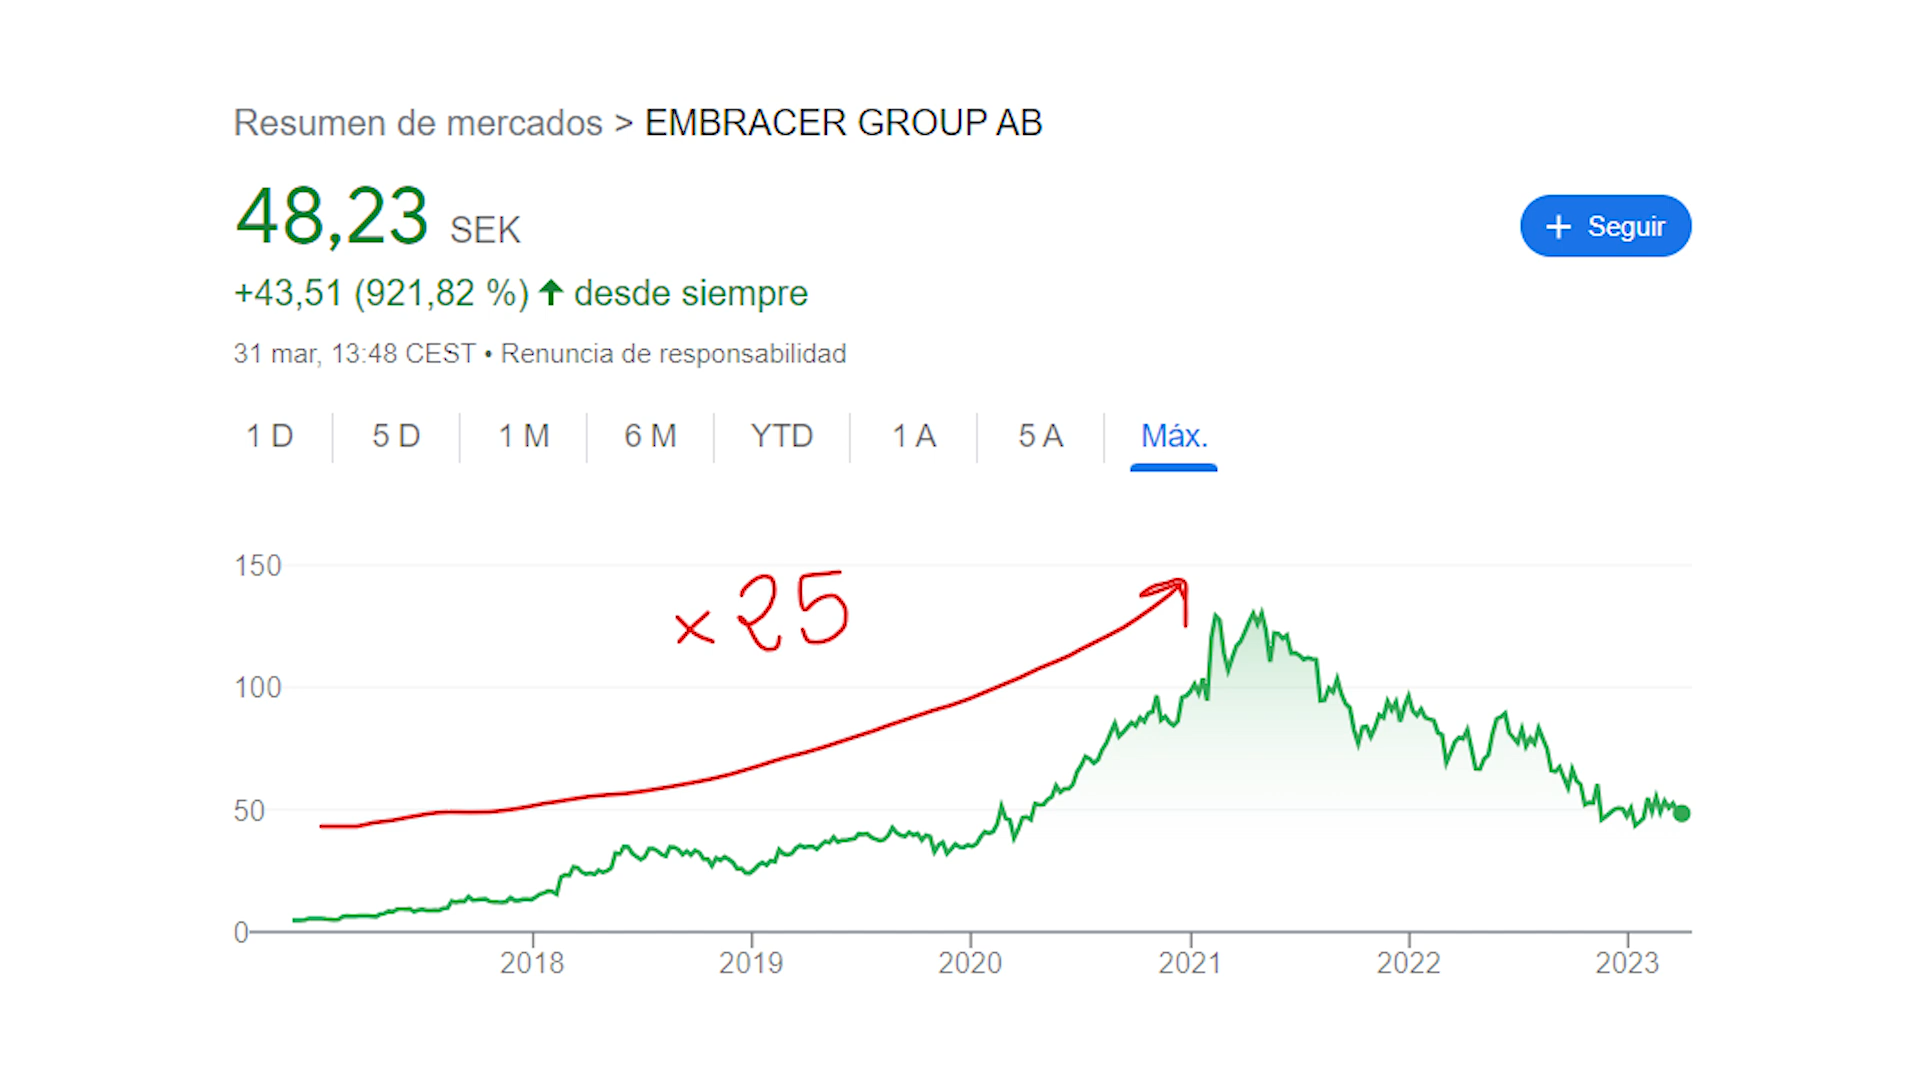 Resumen de mercados > EMBRACER GROUP AB
48,23 SEK
+ Seguir
+43,51 (921,82 %) ↑ desde siempre
31 mar, 13:48 CEST • Renuncia de responsabilidad
1 D 5 D 1 M 6 M YTD 1 A 5 A Máx.
150
× 25
100
50
0
2018 2019 2020 2021 2022 2023